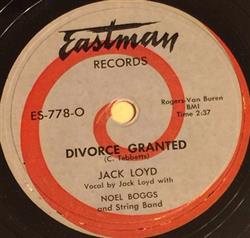 Eastman
RECORDS
ES-778-O
Rogers-Van Buren
BMI
Time 2:37
DIVORCE GRANTED
(C. Tebbetts)
JACK LOYD
Vocal by Jack Loyd with
NOEL BOGGS
and String Band